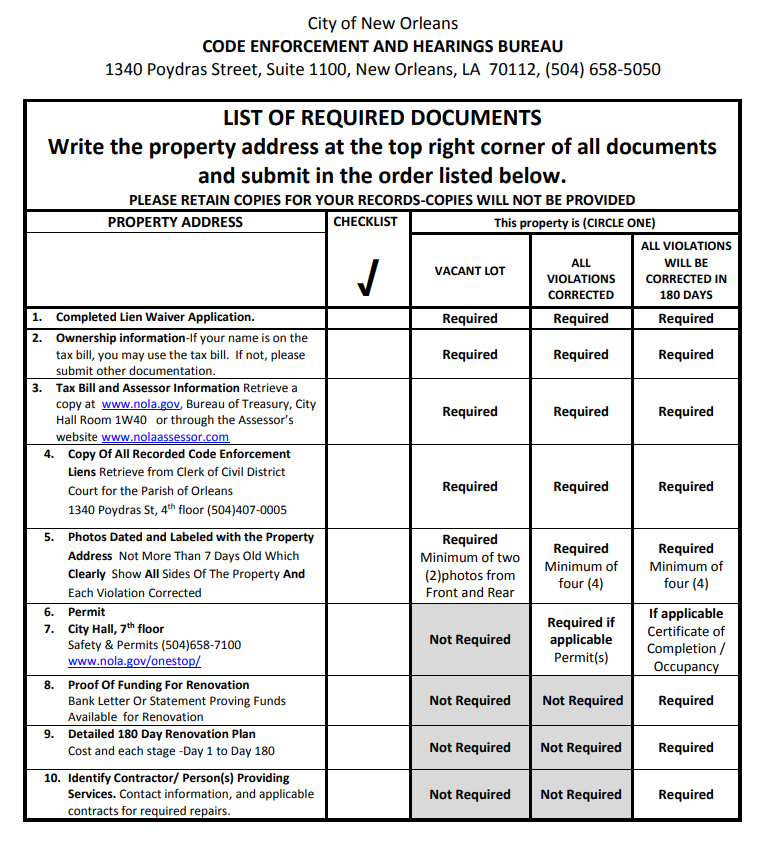 City of New Orleans
CODE ENFORCEMENT AND HEARINGS BUREAU
1340 Poydras Street, Suite 1100, New Orleans, LA 70112, (504) 658-5050
LIST OF REQUIRED DOCUMENTS
Write the property address at the top right corner of all documents
and submit in the order listed below.
PLEASE RETAIN COPIES FOR YOUR RECORDS-COPIES WILL NOT BE PROVIDED
PROPERTY ADDRESS
CHECKLIST
√
This property is (CIRCLE ONE)
VACANT LOT
ALL
VIOLATIONS
CORRECTED
ALL VIOLATIONS
WILL BE
CORRECTED IN
180 DAYS
1. Completed Lien Waiver Application.
Required
Required
Required
2. Ownership information-If your name is on the
tax bill, you may use the tax bill. If not, please
submit other documentation.
Required
Required
Required
3. Tax Bill and Assessor Information Retrieve a
copy at www.nola.gov, Bureau of Treasury, City
Hall Room 1W40 or through the Assessor's
website www.nolaassessor.com
Required
Required
Required
4. Copy Of All Recorded Code Enforcement
Liens Retrieve from Clerk of Civil District
Court for the Parish of Orleans
1340 Poydras St, 4th floor (504)407-0005
Required
Required
Required
5. Photos Dated and Labeled with the Property
Address Not More Than 7 Days Old Which
Clearly Show All Sides Of The Property And
Each Violation Corrected
Required
Minimum of two
(2)photos from
Front and Rear
Required
Minimum of
four (4)
Required
Minimum of
four (4)
6. Permit
7. City Hall, 7th floor
Safety & Permits (504)658-7100
www.nola.gov/onestop/
Not Required
Required if
applicable
Permit(s)
If applicable
Certificate of
Completion /
Occupancy
8. Proof Of Funding For Renovation
Bank Letter Or Statement Proving Funds
Available for Renovation
Not Required
Not Required
Required
9. Detailed 180 Day Renovation Plan
Cost and each stage -Day 1 to Day 180
Not Required
Not Required
Required
10. Identify Contractor/ Person(s) Providing
Services. Contact information, and applicable
contracts for required repairs.
Not Required
Not Required
Required